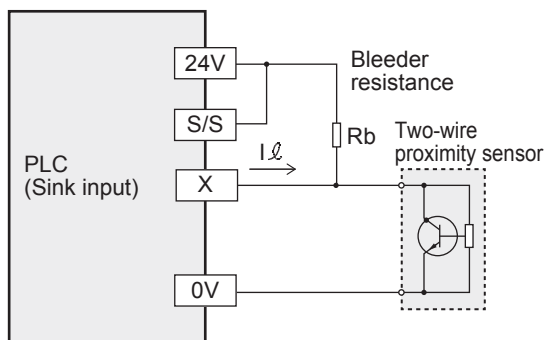 24V
Bleeder
resistance
S/S
Rb
Two-wire
proximity sensor
PLC
(Sink input)
Iℓ
X
0V